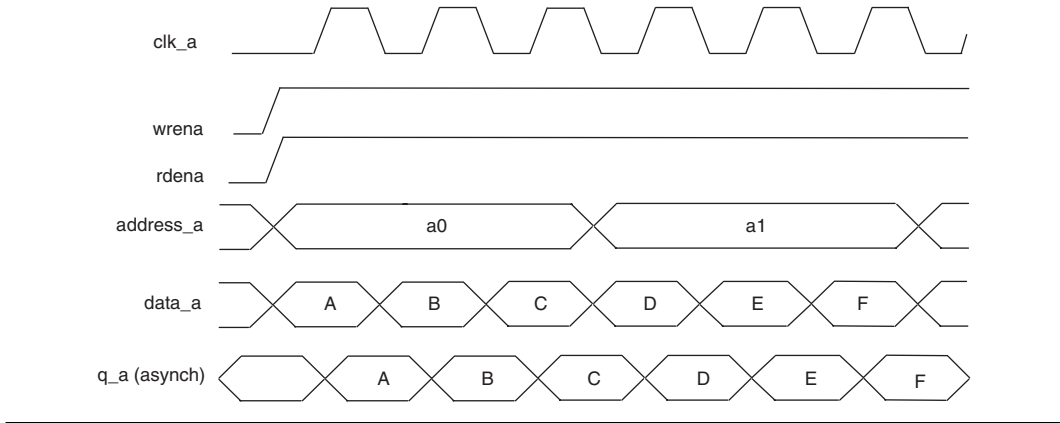 clk_a
wrena
rdena
address_a a0 a1
data_a A B C D E F
q_a (asynch) A B C D E F